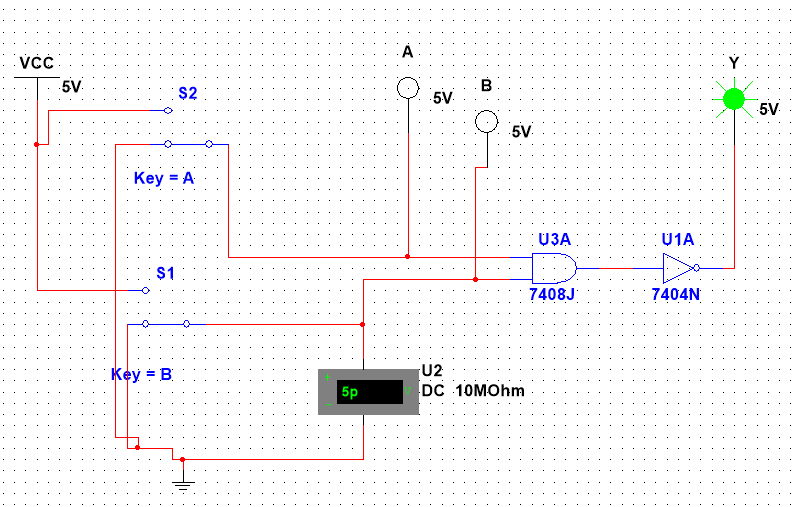 VCC
5V
S2
Key = A
A
5V
B
5V
Y
5V
U3A
7408J
U1A
7404N
S1
Key = B
U2
5p
V
DC 10MOhm
+
-